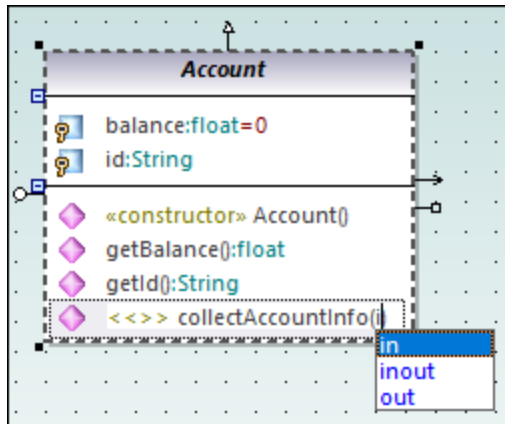 Account
balance:float=0
id:String
«constructor» Account()
getBalance():float
getId():String
<<>> collectAccountInfo(i)
in
inout
out